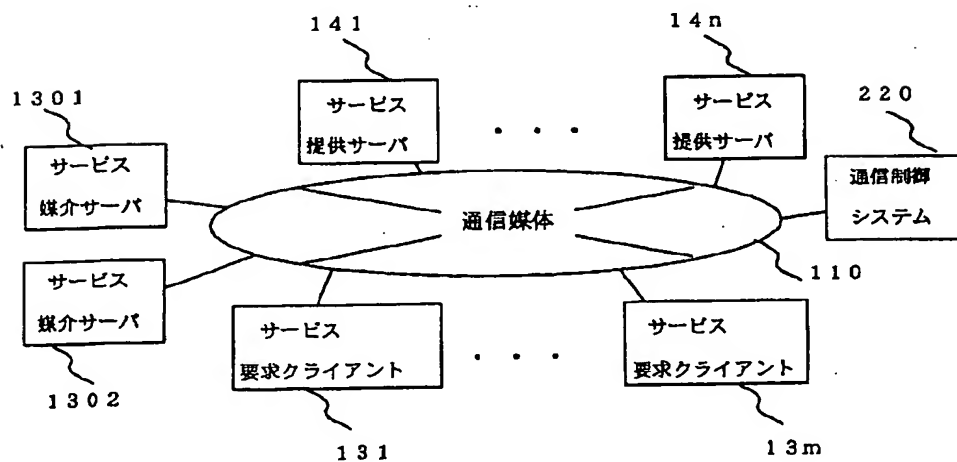 141
14n
1301
220
サービス
提供サーバ
・・・
サービス
提供サーバ
サービス
媒介サーバ
通信制御
システム
通信媒体
110
サービス
媒介サーバ
サービス
要求クライアント
・・・
サービス
要求クライアント
1302
131
13m